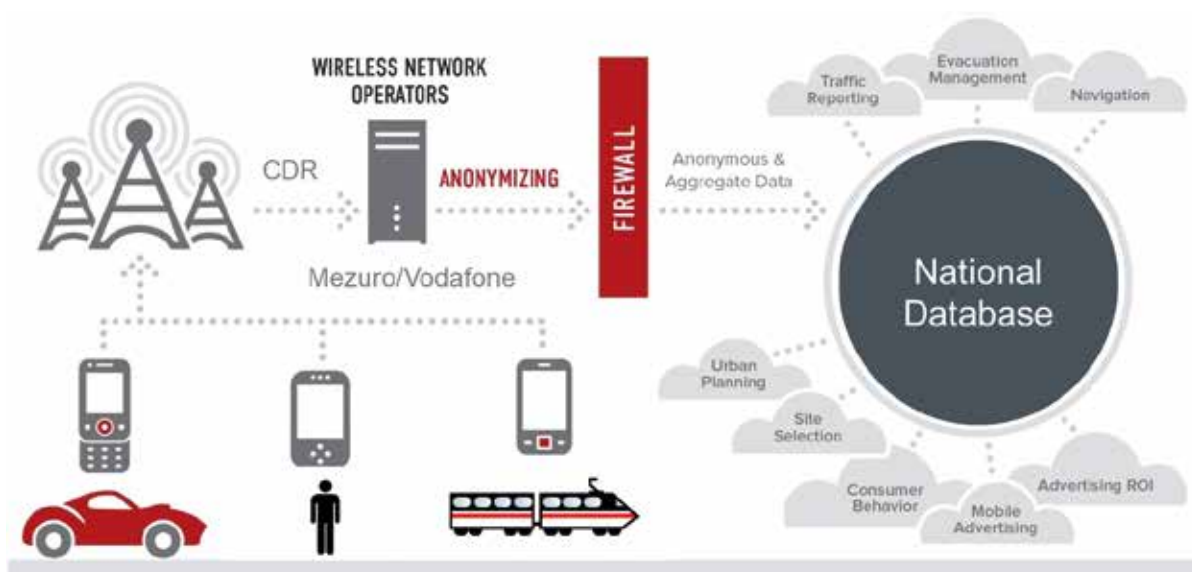 WIRELESS NETWORK
OPERATORS
CDR
ANONYMIZING
Mezuro/Vodafone
FIREWALL
Anonymous &
Aggregate Data
Traffic
Reporting
Evacuation
Management
Navigation
National
Database
Urban
Planning
Site
Selection
Consumer
Behavior
Mobile
Advertising
Advertising ROI